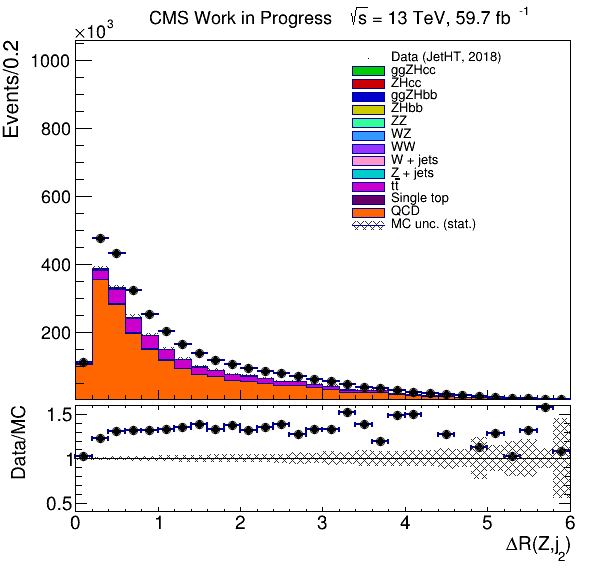 CMS Work in Progress √s = 13 TeV, 59.7 fb⁻¹
×10³
Events/0.2
1000
800
600
400
200
Data (JetHT, 2018)
ggZHcc
ZHcc
ggZHbb
ZHbb
ZZ
WZ
WW
W + jets
Z + jets
tt̄
Single top
QCD
MC unc. (stat.)
Data/MC
1.5
1
0.5
0 1 2 3 4 5 6
ΔR(Z,j₂)